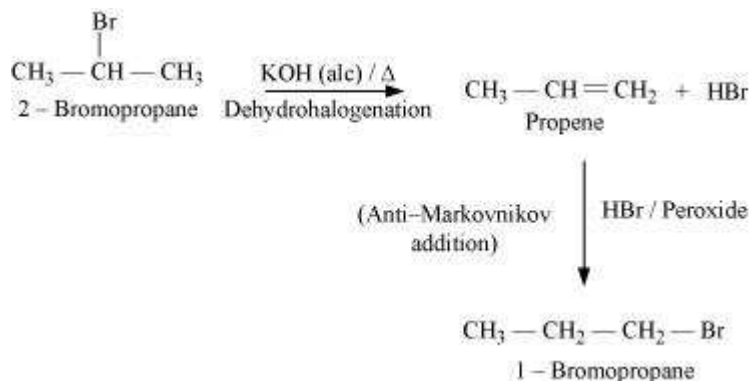 Br
CH₃ — CH — CH₃
2 – Bromopropane
KOH (alc) / Δ
Dehydrohalogenation
CH₃ — CH ═ CH₂ + HBr
Propene
(Anti–Markovnikov
addition)
HBr / Peroxide
CH₃ — CH₂ — CH₂ — Br
1 – Bromopropane